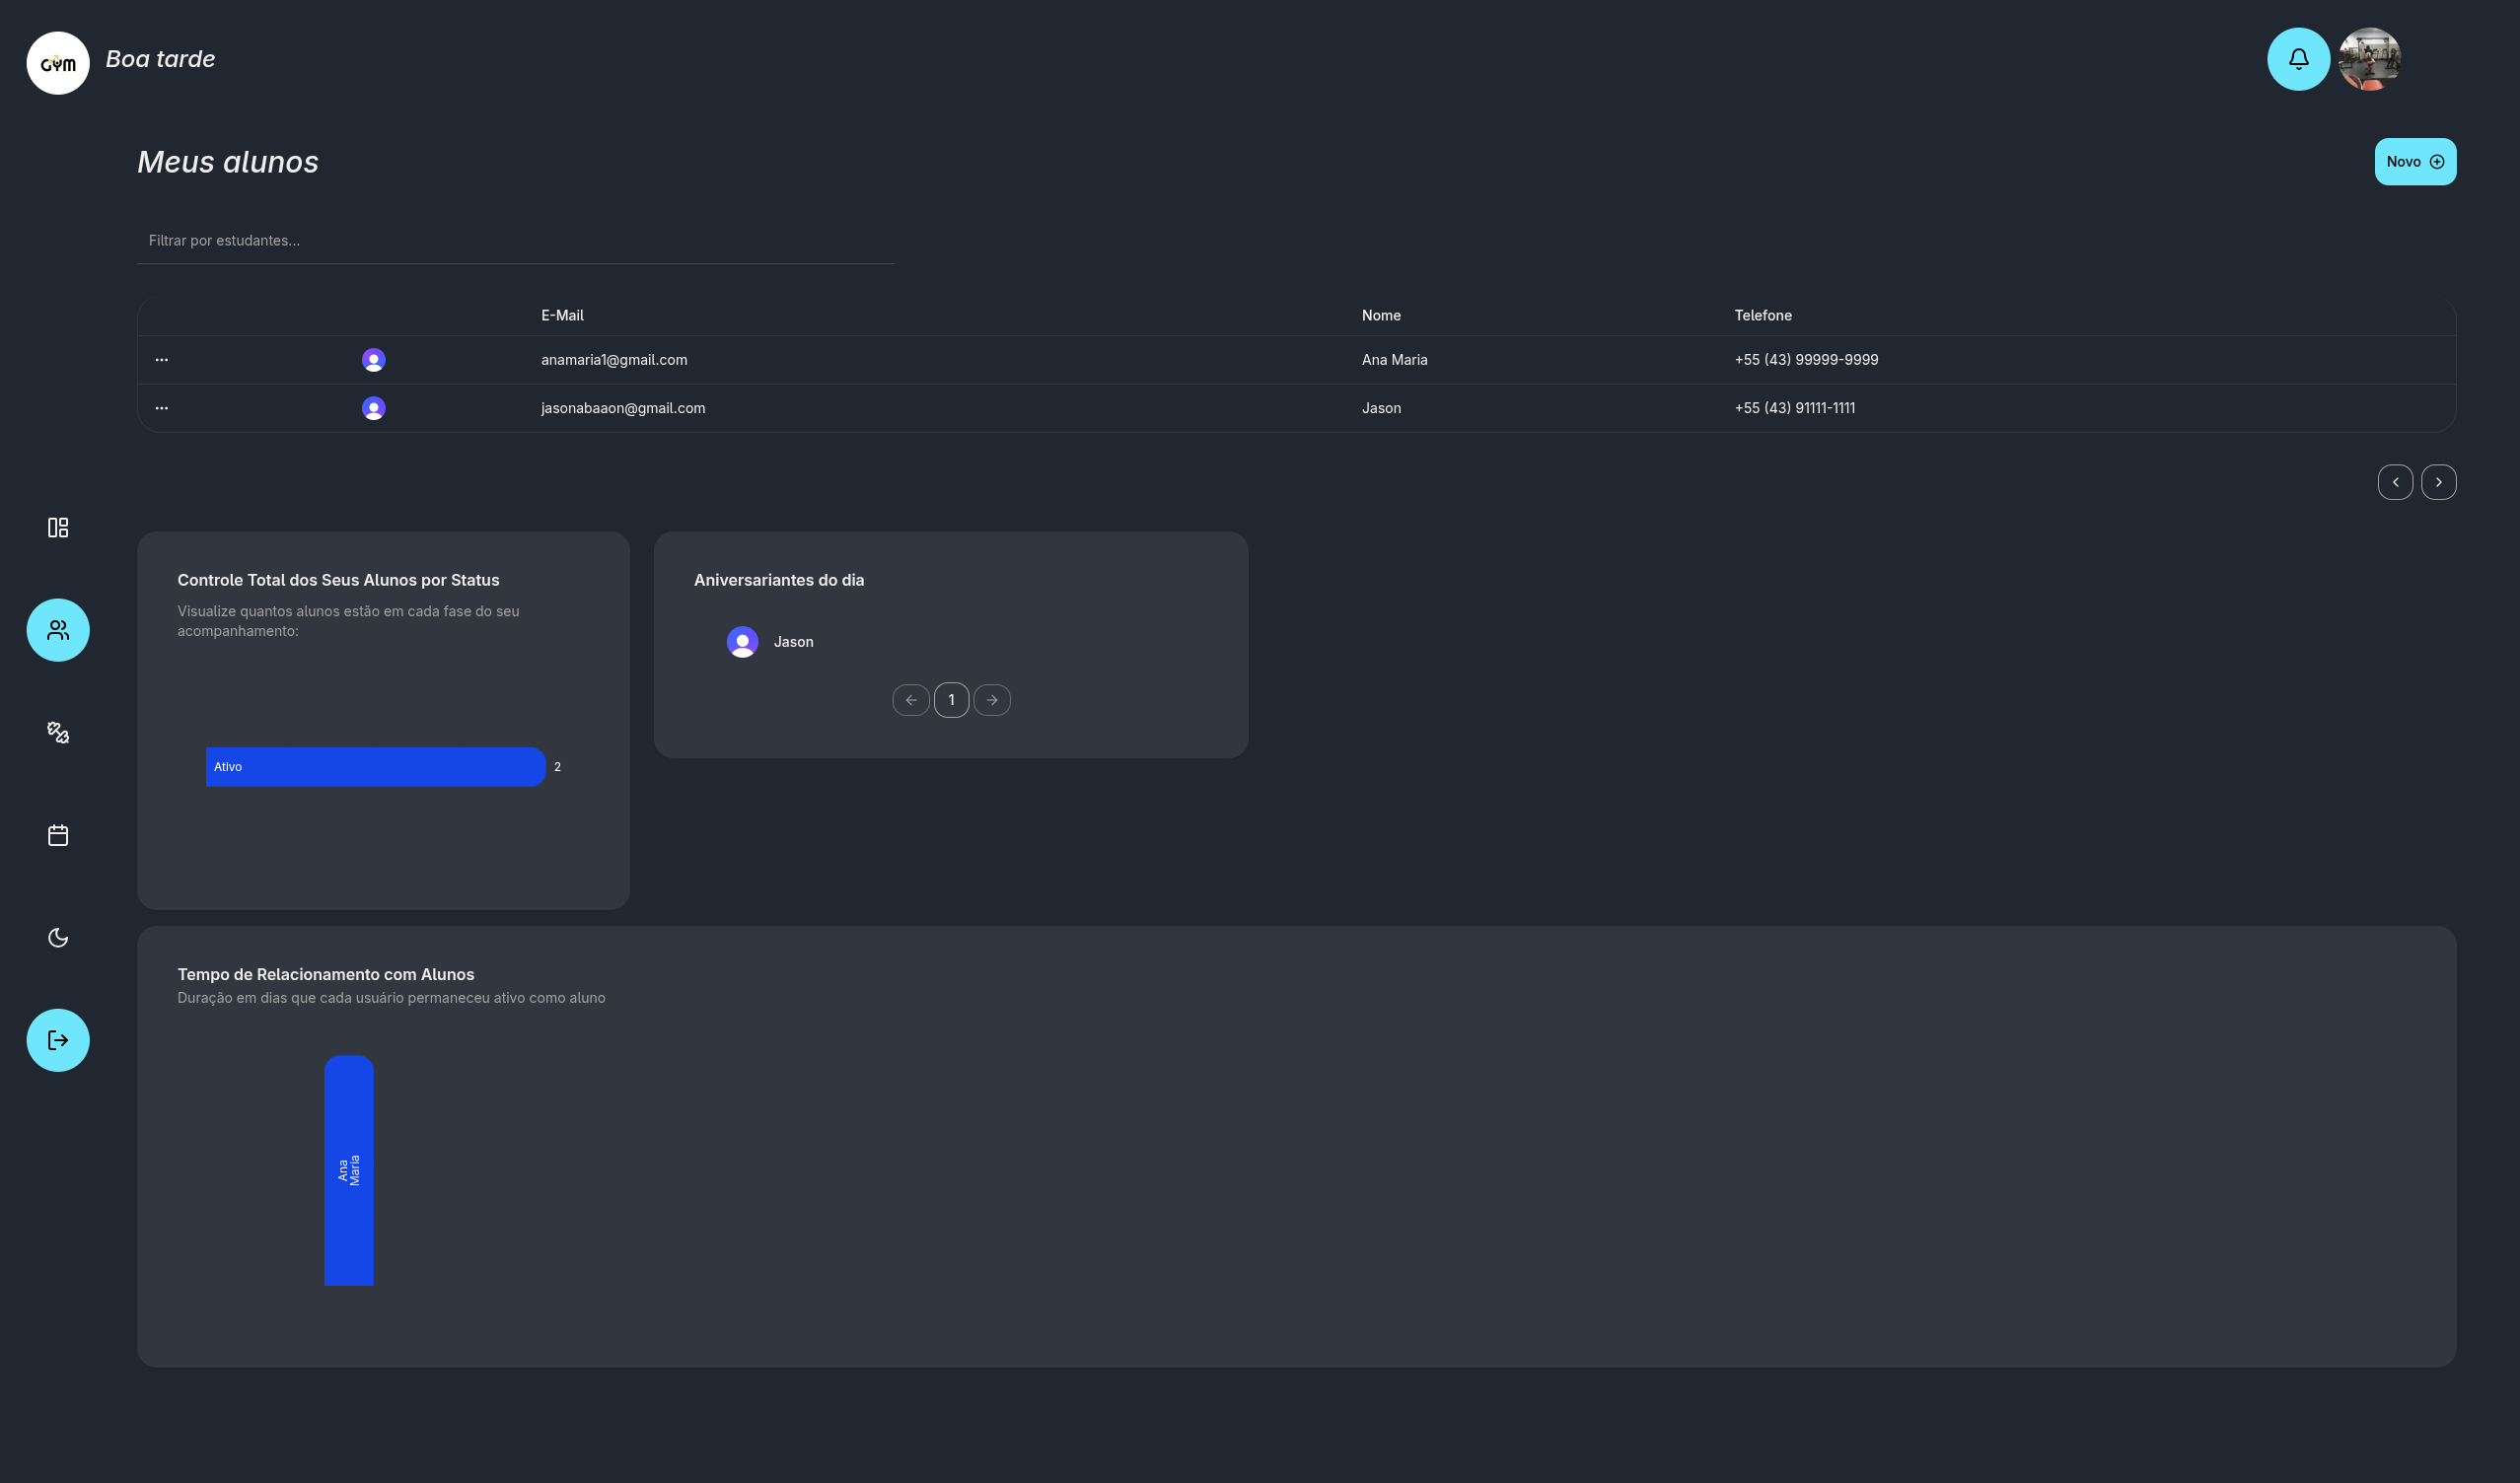 GYM
Boa tarde
Meus alunos
Novo
Filtrar por estudantes...
E-Mail Nome Telefone
anamaria1@gmail.com Ana Maria +55 (43) 99999-9999
jasonabaaon@gmail.com Jason +55 (43) 91111-1111
Controle Total dos Seus Alunos por Status
Visualize quantos alunos estão em cada fase do seu
acompanhamento:
Ativo 2
Aniversariantes do dia
Jason
1
Tempo de Relacionamento com Alunos
Duração em dias que cada usuário permaneceu ativo como aluno
Ana
Maria